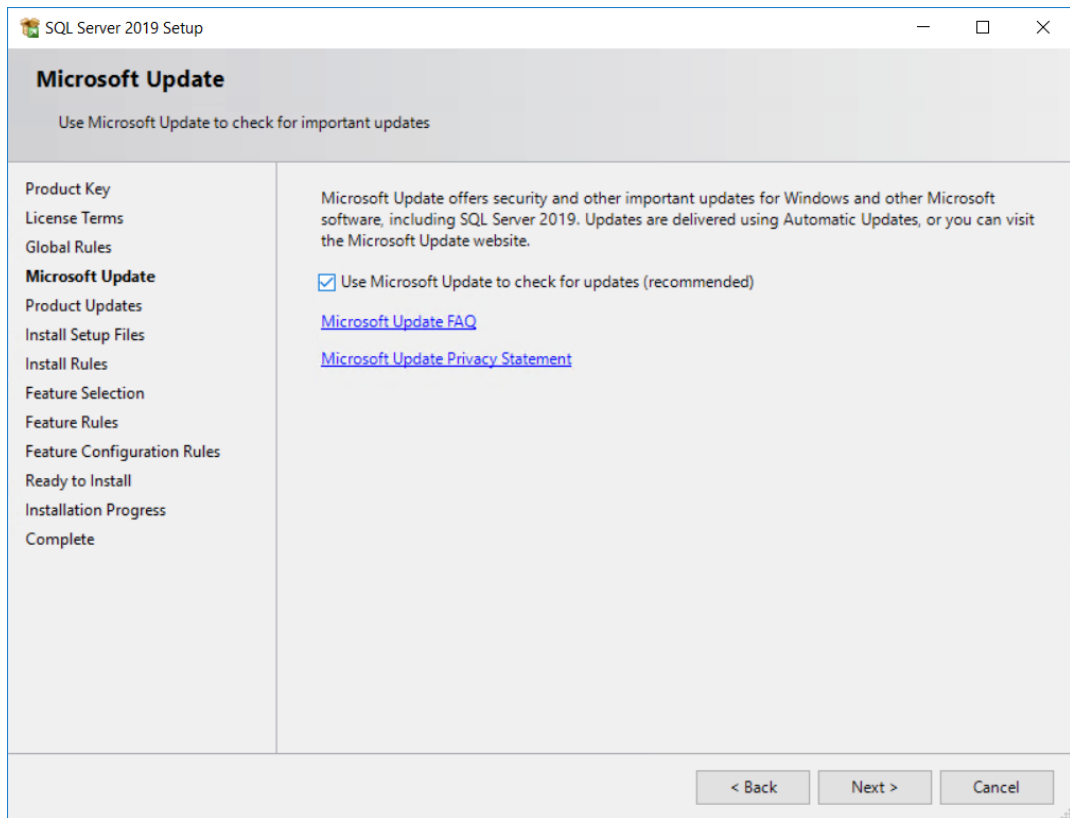 SQL Server 2019 Setup
Microsoft Update
Use Microsoft Update to check for important updates
Product Key
License Terms
Global Rules
Microsoft Update
Product Updates
Install Setup Files
Install Rules
Feature Selection
Feature Rules
Feature Configuration Rules
Ready to Install
Installation Progress
Complete
Microsoft Update offers security and other important updates for Windows and other Microsoft
software, including SQL Server 2019. Updates are delivered using Automatic Updates, or you can visit
the Microsoft Update website.
Use Microsoft Update to check for updates (recommended)
Microsoft Update FAQ
Microsoft Update Privacy Statement
< Back
Next >
Cancel